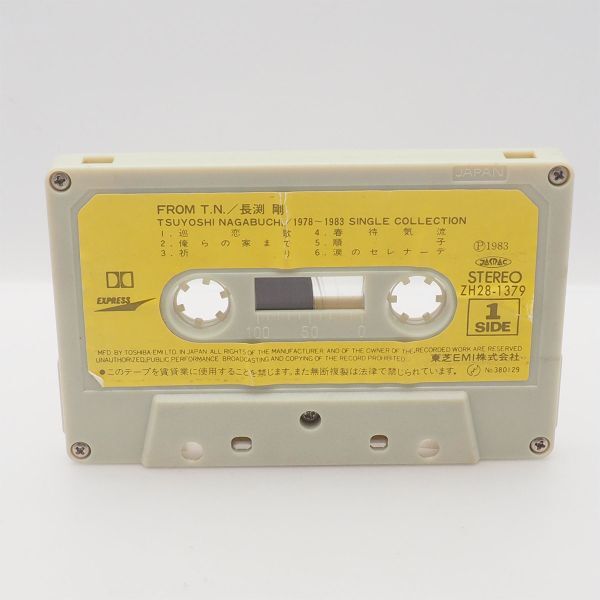 JAPAN
FROM T.N./長渕 剛
TSUYOSHI NAGABUCHI/1978~1983 SINGLE COLLECTION
1. 巡恋歌 4. 春待気流
2. 俺らの家まで 5. 順子
3. 祈り 6. 涙のセレナーデ
Ⓟ1983
JASRAC
STEREO
ZH28-1379
EXPRESS
1
SIDE
100 50 0
MFD. BY TOSHIBA EMI LTD. IN JAPAN. ALL RIGHTS OF THE MANUFACTURER AND OF THE OWNER OF THE RECORDED WORK ARE RESERVED.
UNAUTHORIZED PUBLIC PERFORMANCE. BROADCASTING AND COPYING OF THE RECORD PROHIBITED.
東芝EMI株式会社
●このテープを賃貸業に使用することを禁じます。また無断複製は法律で禁じられています。
No.380129